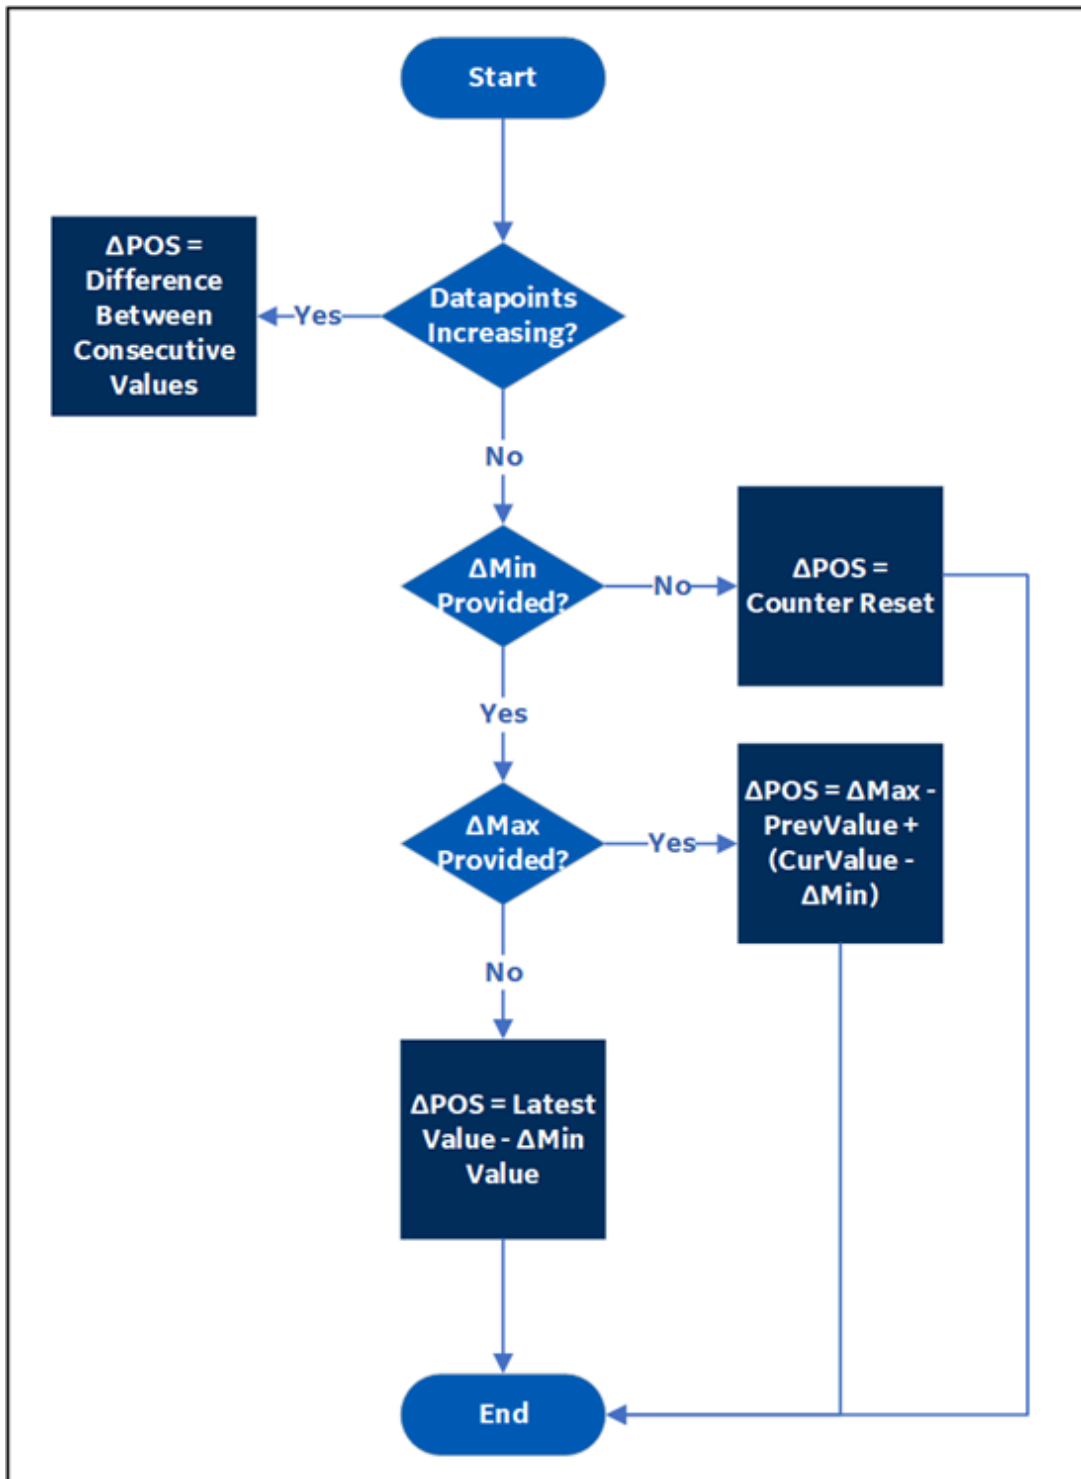 Start
Datapoints
Increasing?
Yes
ΔPOS =
Difference
Between
Consecutive
Values
No
ΔMin
Provided?
No
ΔPOS =
Counter Reset
Yes
ΔMax
Provided?
Yes
ΔPOS = ΔMax -
PrevValue +
(CurValue -
ΔMin)
No
ΔPOS = Latest
Value - ΔMin
Value
End